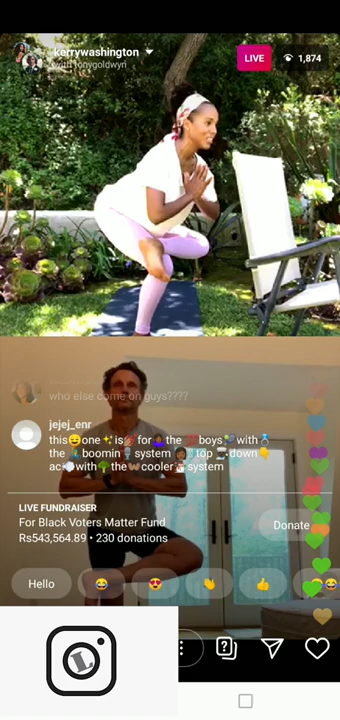 kerrywashington
with tonygoldwyn
LIVE
1,874
who else come on guys????
jejej_enr
this😉one✨is💅for🙇‍♀️the💯boys🎾with💍
the🧏‍♂️boomin🎙system👩‍🚀top🗄down👇
ac💨with🌳the👐cooler👩‍🚀system
LIVE FUNDRAISER
For Black Voters Matter Fund
Donate
Rs543,564.89 • 230 donations
Hello